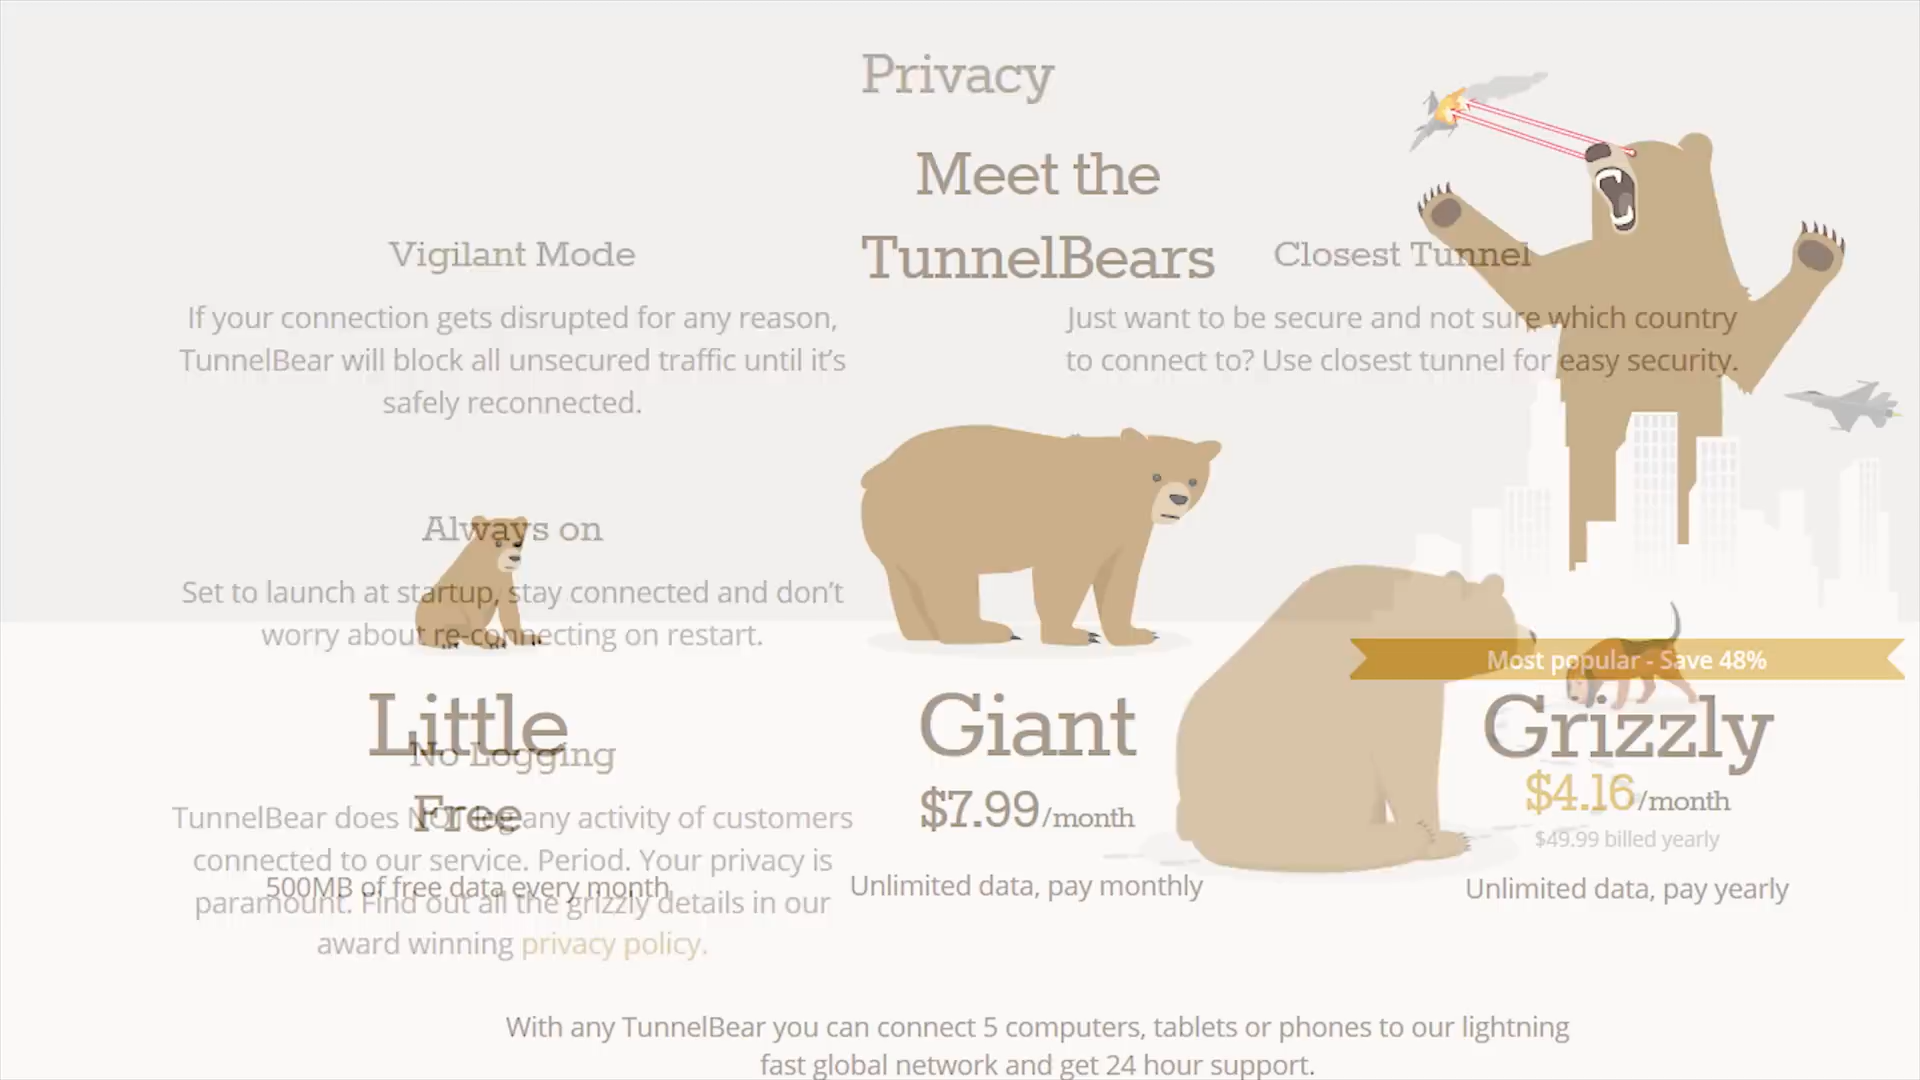 Privacy
Meet the
TunnelBears
Vigilant Mode
If your connection gets disrupted for any reason,
TunnelBear will block all unsecured traffic until it's
safely reconnected.
Closest Tunnel
Just want to be secure and not sure which country
to connect to? Use closest tunnel for easy security.
Always on
Set to launch at startup, stay connected and don't
worry about re-connecting on restart.
Most popular - Save 48%
Little
Free
500MB of free data every month
Giant
$7.99/month
Unlimited data, pay monthly
Grizzly
$4.16/month
$49.99 billed yearly
Unlimited data, pay yearly
No Logging
TunnelBear does NOT log any activity of customers
connected to our service. Period. Your privacy is
paramount. Find out all the grizzly details in our
award winning privacy policy.
With any TunnelBear you can connect 5 computers, tablets or phones to our lightning
fast global network and get 24 hour support.